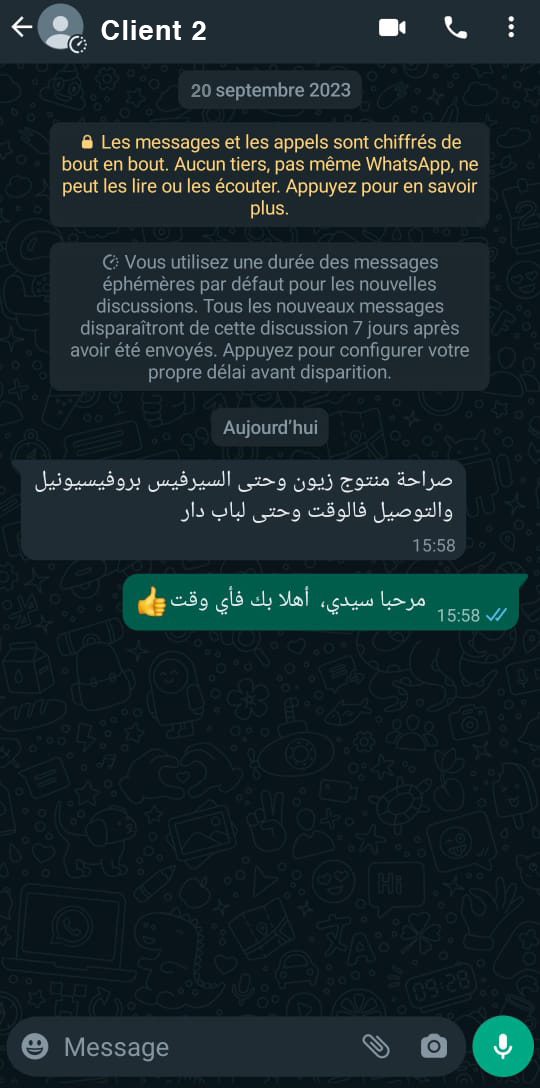 Client 2
20 septembre 2023
Les messages et les appels sont chiffrés de
bout en bout. Aucun tiers, pas même WhatsApp, ne
peut les lire ou les écouter. Appuyez pour en savoir
plus.
Vous utilisez une durée des messages
éphémères par défaut pour les nouvelles
discussions. Tous les nouveaux messages
disparaîtront de cette discussion 7 jours après
avoir été envoyés. Appuyez pour configurer votre
propre délai avant disparition.
Aujourd’hui
صراحة منتوج زيون وحتى السيرفيس بروفيسيونيل
والتوصيل فالوقت وحتى لباب دار
15:58
مرحبا سيدي، أهلا بك فأي وقت👍
15:58
Message